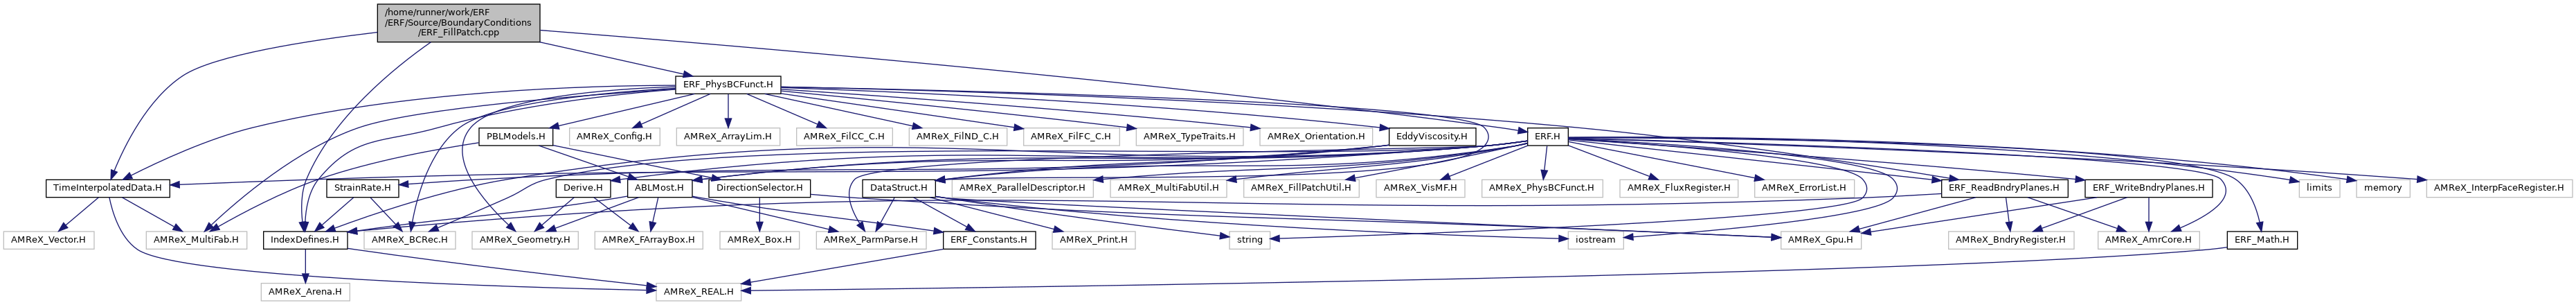 /home/runner/work/ERF
/ERF/Source/BoundaryConditions
/ERF_FillPatch.cpp
ERF_PhysBCFunct.H
PBLModels.H
AMReX_Config.H
AMReX_ArrayLim.H
AMReX_FilCC_C.H
AMReX_FilND_C.H
AMReX_FilFC_C.H
AMReX_TypeTraits.H
AMReX_Orientation.H
EddyViscosity.H
ERF.H
TimeInterpolatedData.H
StrainRate.H
Derive.H
ABLMost.H
DirectionSelector.H
DataStruct.H
AMReX_ParallelDescriptor.H
AMReX_MultiFabUtil.H
AMReX_FillPatchUtil.H
AMReX_VisMF.H
AMReX_PhysBCFunct.H
AMReX_FluxRegister.H
AMReX_ErrorList.H
ERF_ReadBndryPlanes.H
ERF_WriteBndryPlanes.H
limits
memory
AMReX_InterpFaceRegister.H
AMReX_Vector.H
AMReX_MultiFab.H
IndexDefines.H
AMReX_BCRec.H
AMReX_Geometry.H
AMReX_FArrayBox.H
AMReX_Box.H
AMReX_ParmParse.H
ERF_Constants.H
AMReX_Print.H
string
iostream
AMReX_Gpu.H
AMReX_BndryRegister.H
AMReX_AmrCore.H
ERF_Math.H
AMReX_Arena.H
AMReX_REAL.H